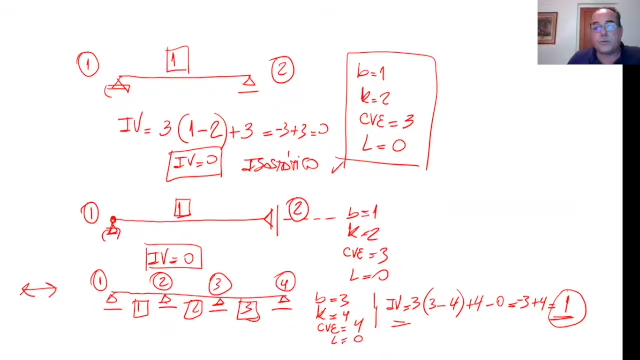 1 1 2
b=1
k=2
CVE=3
L=0
IV= 3(1-2)+3 = -3+3=0
IV=0 ISOSTÁTICO
1 1 2
b=1
k=2
CVE=3
L=0
IV=0
1 2 3 4
1 2 3
b=3
k=4
CVE=4
L=0
IV=3(3-4)+4-0=-3+4=1